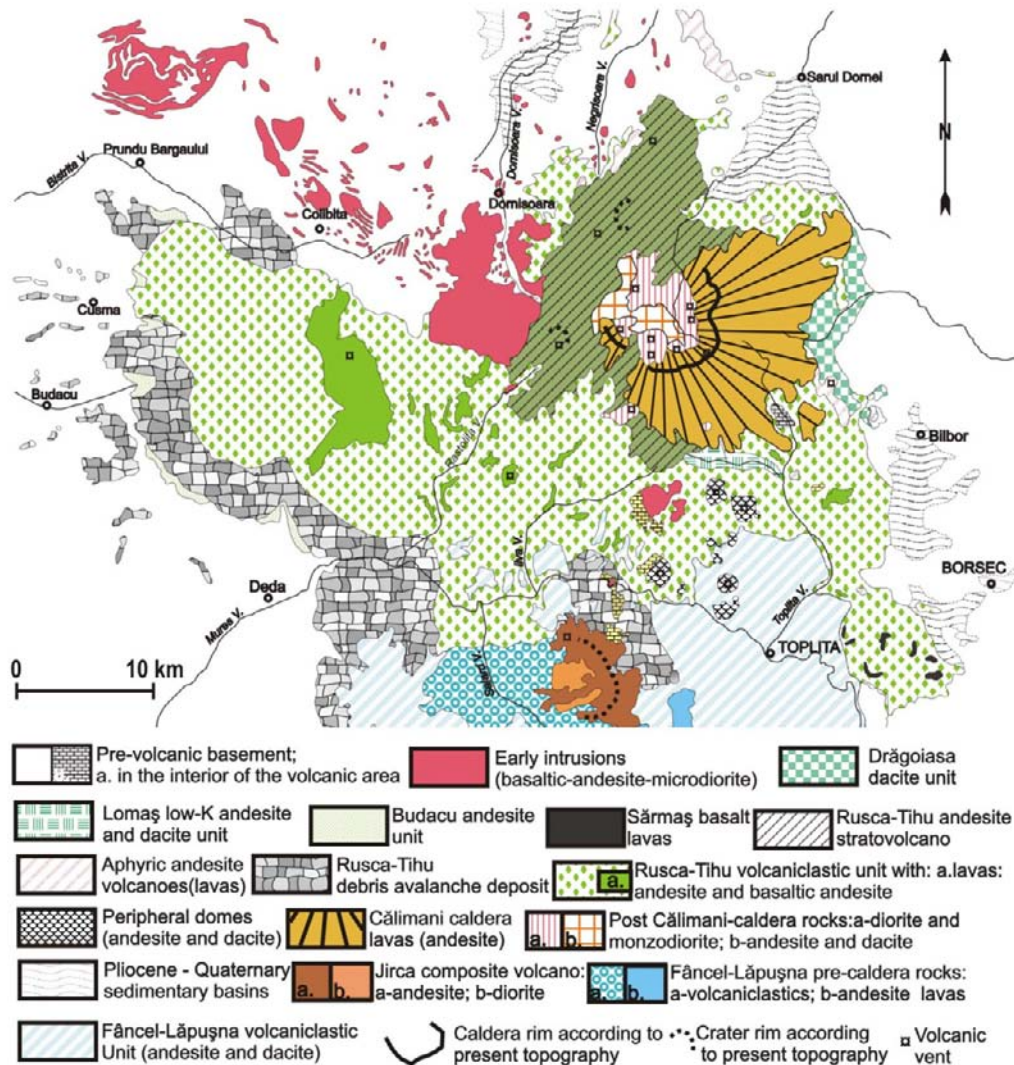 Sarul Dornei
Negrisoara V.
Dornisoara V.
N
Prundu Bargaului
Bistrita V.
Dornisoara
Colibita
Cusma
Budacu
Bilbor
Ilva V.
Deda
BORSEC
Mures V.
Toplita V.
TOPLITA
0 10 km
Pre-volcanic basement;
a. in the interior of the volcanic area
Early intrusions
(basaltic-andesite-microdiorite)
Drăgoiasa
dacite unit
Lomaş low-K andesite
and dacite unit
Budacu andesite
unit
Sărmaş basalt
lavas
Rusca-Tihu andesite
stratovolcano
Aphyric andesite
volcanoes(lavas)
Rusca-Tihu
debris avalanche deposit
a.
Rusca-Tihu volcaniclastic unit with: a.lavas:
andesite and basaltic andesite
Peripheral domes
(andesite and dacite)
Călimani caldera
lavas (andesite)
a. b.
Post Călimani-caldera rocks:a-diorite and
monzodiorite; b-andesite and dacite
Pliocene - Quaternary
sedimentary basins
a. b.
Jirca composite volcano:
a-andesite; b-diorite
a. b.
Fâncel-Lăpuşna pre-caldera rocks:
a-volcaniclastics; b-andesite lavas
Fâncel-Lăpuşna volcaniclastic
Unit (andesite and dacite)
Caldera rim according to
present topography
Crater rim according
to present topography
Volcanic
vent